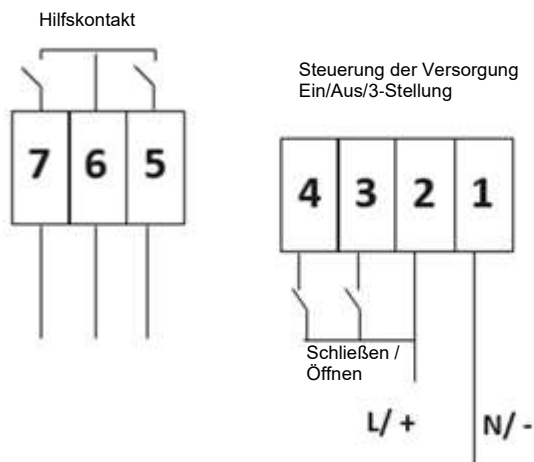 Hilfskontakt
7 6 5
Steuerung der Versorgung
Ein/Aus/3-Stellung
4 3 2 1
Schließen /
Öffnen
L/ +
N/ -